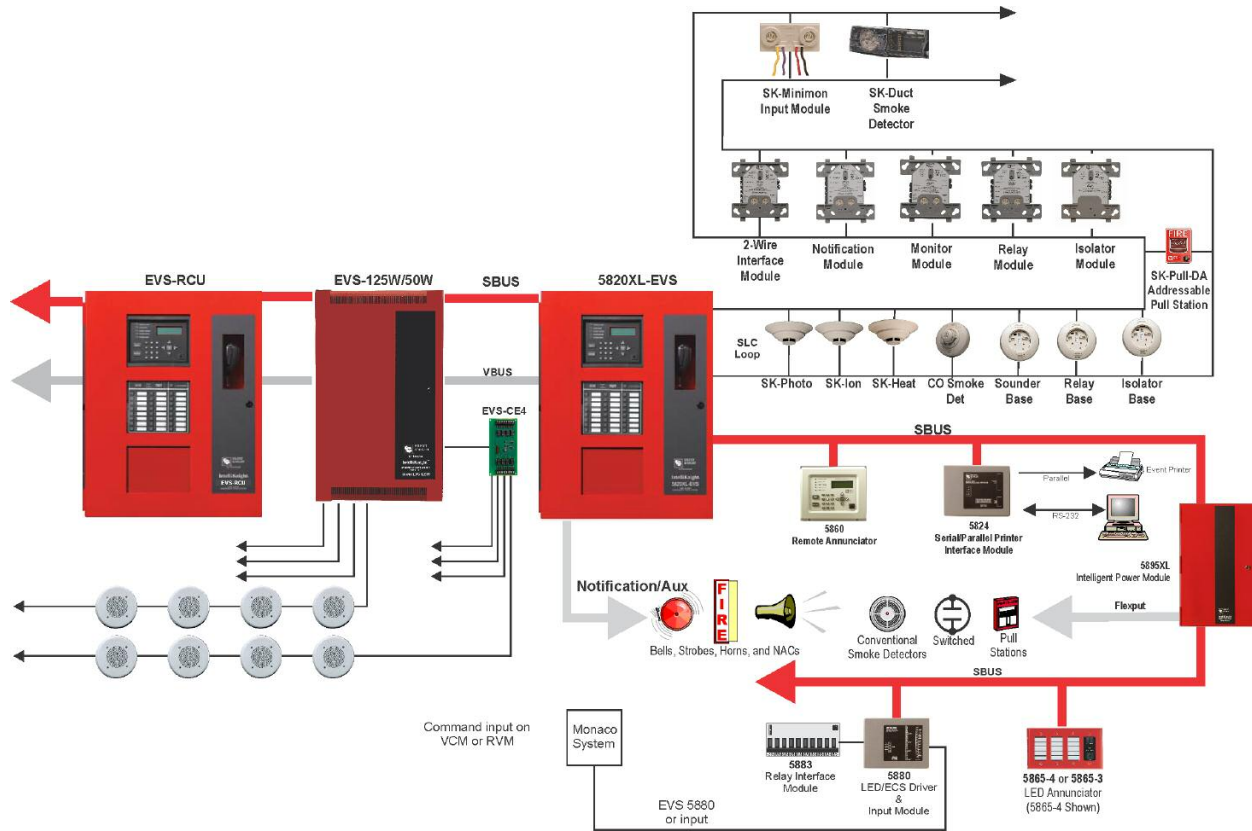 SK-Minimon
Input Module
SK-Duct
Smoke
Detector
2-Wire
Interface
Module
Notification
Module
Monitor
Module
Relay
Module
Isolator
Module
FIRE
SK-Pull-DA
Addressable
Pull Station
EVS-RCU
EVS-125W/50W
SBUS
5820XL-EVS
SLC
Loop
SK-Photo
SK-Ion
SK-Heat
CO Smoke
Det
Sounder
Base
Relay
Base
Isolator
Base
VBUS
EVS-CE4
EVS-RCU
SBUS
5860
Remote Annunciator
5824
Serial/Parallel Printer
Interface Module
Parallel
Event Printer
RS-232
5895XL
Intelligent Power Module
Flexput
Notification/Aux
FIRE
Bells, Strobes, Horns, and NACs
Conventional
Smoke Detectors
Switched
Pull
Stations
SBUS
Command input on
VCM or RVM
Monaco
System
5883
Relay Interface
Module
5880
LED/ECS Driver
&
Input Module
5865-4 or 5865-3
LED Annunciator
(5865-4 Shown)
EVS 5880
or input